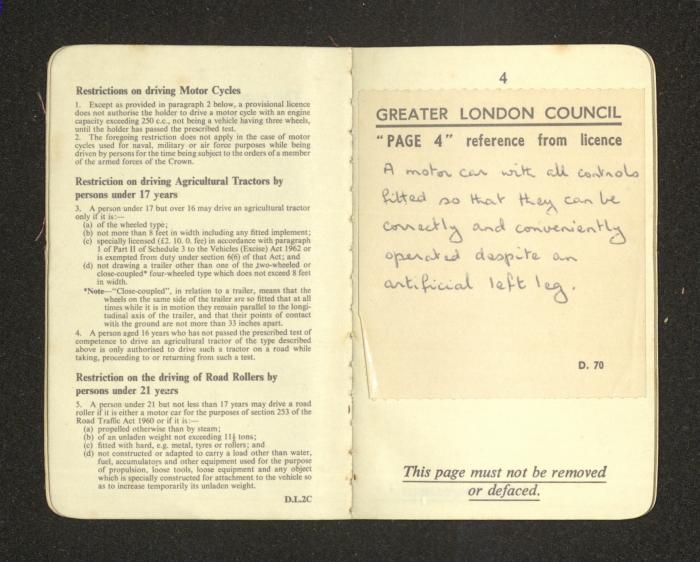 Restrictions on driving Motor Cycles
1. Except as provided in paragraph 2 below, a provisional licence
does not authorise the holder to drive a motor cycle with an engine
capacity exceeding 250 c.c., not being a vehicle having three wheels,
until the holder has passed the prescribed test.
2. The foregoing restriction does not apply in the case of motor
cycles used for naval, military or air force purposes while being
driven by persons for the time being subject to the orders of a member
of the armed forces of the Crown.
Restriction on driving Agricultural Tractors by
persons under 17 years
3. A person under 17 but over 16 may drive an agricultural tractor
only if it is:—
(a) of the wheeled type;
(b) not more than 8 feet in width including any fitted implement;
(c) specially licensed (£2. 10. 0. fee) in accordance with paragraph
1 of Part II of Schedule 3 to the Vehicles (Excise) Act 1962 or
is exempted from duty under section 6(6) of that Act; and
(d) not drawing a trailer other than one of the two-wheeled or
close-coupled* four-wheeled type which does not exceed 8 feet
in width.
*Note—"Close-coupled", in relation to a trailer, means that the
wheels on the same side of the trailer are so fitted that at all
times while it is in motion they remain parallel to the longi-
tudinal axis of the trailer, and that their points of contact
with the ground are not more than 33 inches apart.
4. A person aged 16 years who has not passed the prescribed test of
competence to drive an agricultural tractor of the type described
above is only authorised to drive such a tractor on a road while
taking, proceeding to or returning from such a test.
Restriction on the driving of Road Rollers by
persons under 21 years
5. A person under 21 but not less than 17 years may drive a road
roller if it is either a motor car for the purposes of section 253 of the
Road Traffic Act 1960 or if it is:—
(a) propelled otherwise than by steam;
(b) of an unladen weight not exceeding 11½ tons;
(c) fitted with hard, e.g. metal, tyres or rollers; and
(d) not constructed or adapted to carry a load other than water,
fuel, accumulators and other equipment used for the purpose
of propulsion, loose tools, loose equipment and any object
which is specially constructed for attachment to the vehicle so
as to increase temporarily its unladen weight.
D.L.2C
4
GREATER LONDON COUNCIL
"PAGE 4" reference from licence
A motor car with all controls
fitted so that they can be
correctly and conveniently
operated despite an
artificial left leg.
D. 70
This page must not be removed
or defaced.